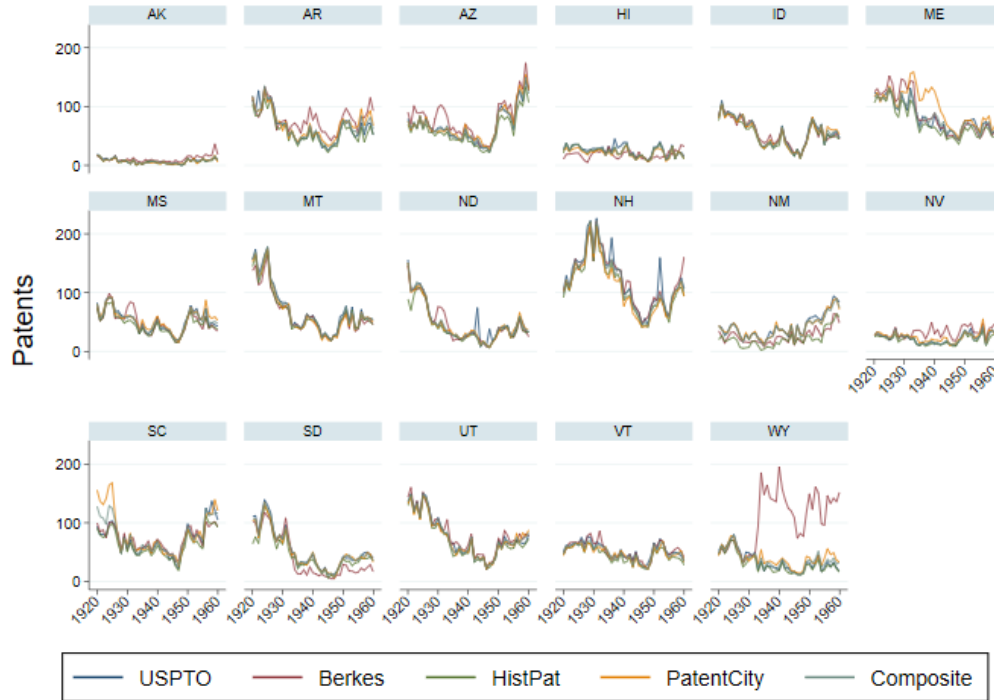 AK AR AZ HI ID ME
200
100
0
MS MT ND NH NM NV
200
100
0
Patents
1920 1930 1940 1950 1960
SC SD UT VT WY
200
100
0
1920 1930 1940 1950 1960 1920 1930 1940 1950 1960 1920 1930 1940 1950 1960 1920 1930 1940 1950 1960 1920 1930 1940 1950 1960
USPTO Berkes HistPat PatentCity Composite